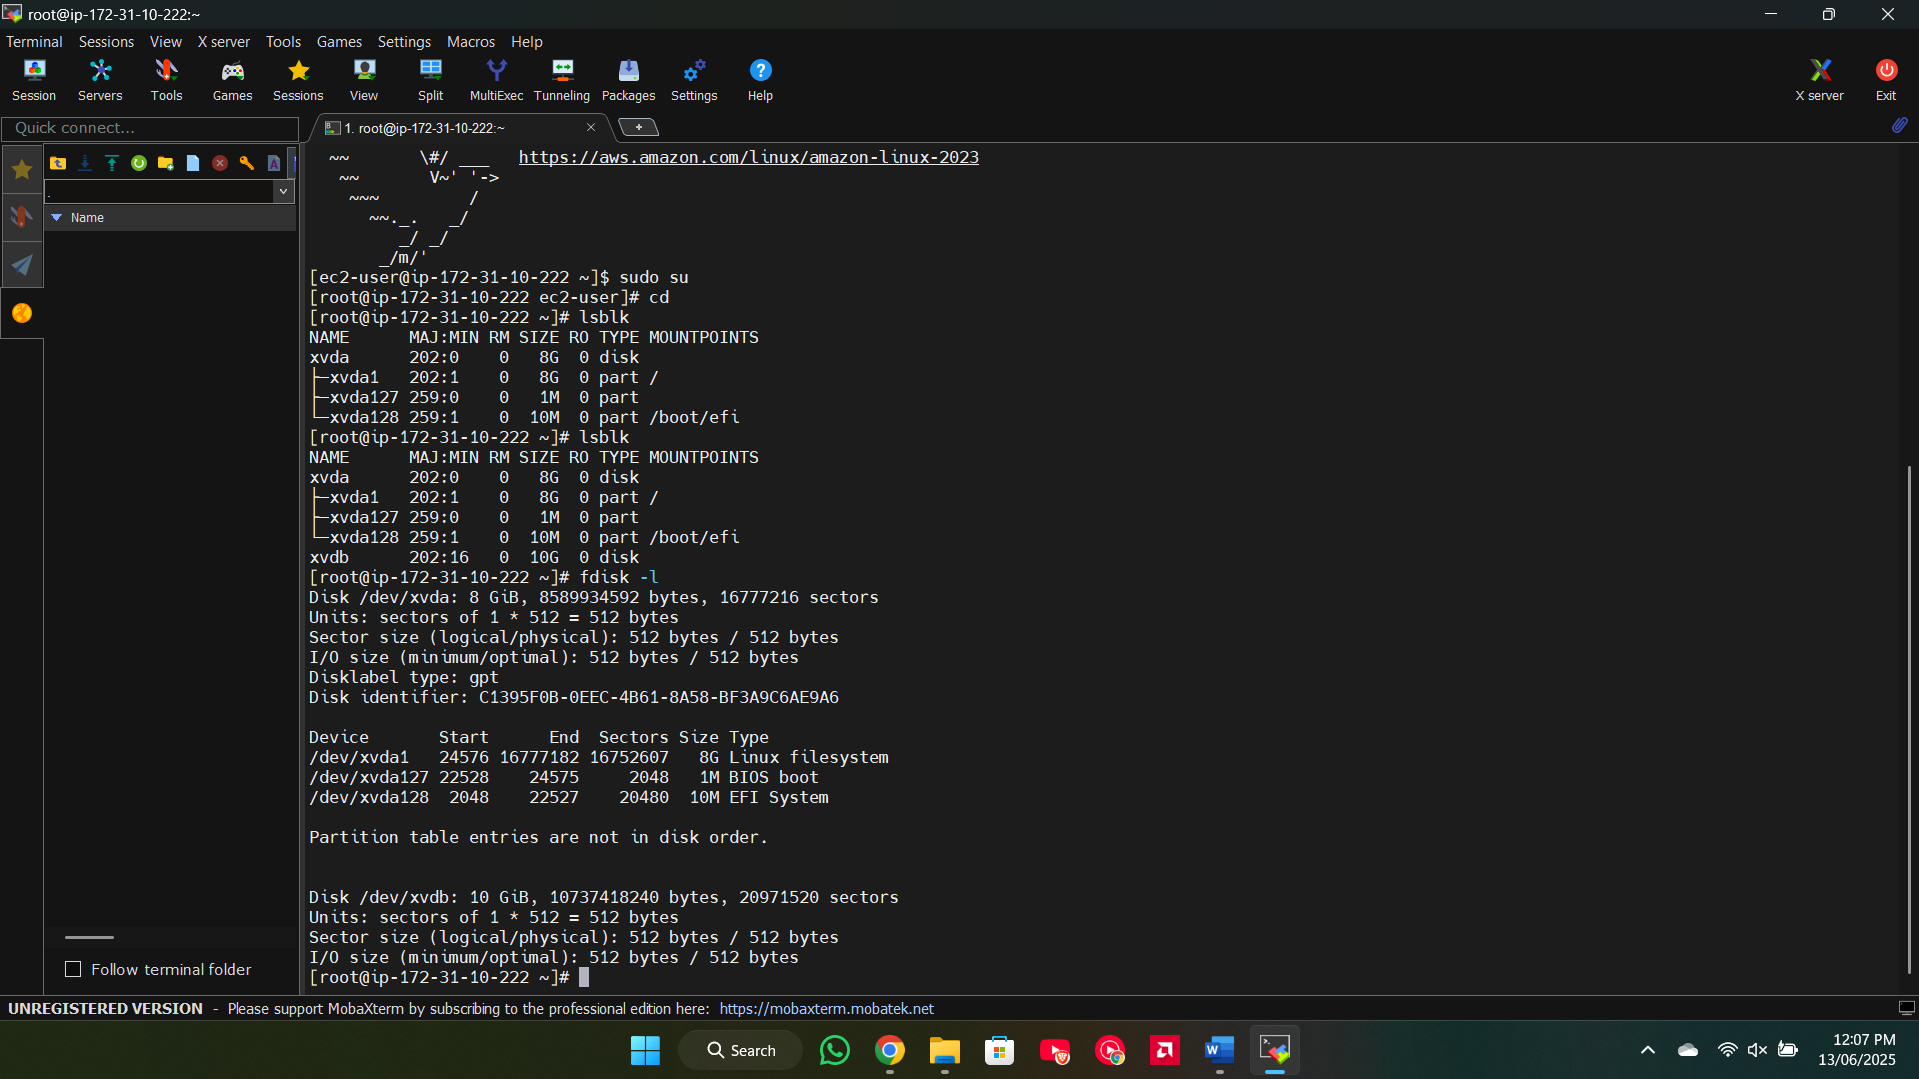 root@ip-172-31-10-222:~
Terminal Sessions View X server Tools Games Settings Macros Help
Session Servers Tools Games Sessions View Split MultiExec Tunneling Packages Settings Help X server Exit
Quick connect...
1. root@ip-172-31-10-222:~
.
Name
~~       \#/ ___   https://aws.amazon.com/linux/amazon-linux-2023
~~       V~' '->
~~~         /
~~._.   _/
_/ _/
_/m/'
[ec2-user@ip-172-31-10-222 ~]$ sudo su
[root@ip-172-31-10-222 ec2-user]# cd
[root@ip-172-31-10-222 ~]# lsblk
NAME      MAJ:MIN RM SIZE RO TYPE MOUNTPOINTS
xvda      202:0    0   8G  0 disk
├─xvda1   202:1    0   8G  0 part /
├─xvda127 259:0    0   1M  0 part
└─xvda128 259:1    0  10M  0 part /boot/efi
[root@ip-172-31-10-222 ~]# lsblk
NAME      MAJ:MIN RM SIZE RO TYPE MOUNTPOINTS
xvda      202:0    0   8G  0 disk
├─xvda1   202:1    0   8G  0 part /
├─xvda127 259:0    0   1M  0 part
└─xvda128 259:1    0  10M  0 part /boot/efi
xvdb      202:16   0  10G  0 disk
[root@ip-172-31-10-222 ~]# fdisk -l
Disk /dev/xvda: 8 GiB, 8589934592 bytes, 16777216 sectors
Units: sectors of 1 * 512 = 512 bytes
Sector size (logical/physical): 512 bytes / 512 bytes
I/O size (minimum/optimal): 512 bytes / 512 bytes
Disklabel type: gpt
Disk identifier: C1395F0B-0EEC-4B61-8A58-BF3A9C6AE9A6
Device       Start      End  Sectors Size Type
/dev/xvda1   24576 16777182 16752607   8G Linux filesystem
/dev/xvda127 22528    24575     2048   1M BIOS boot
/dev/xvda128  2048    22527    20480  10M EFI System
Partition table entries are not in disk order.
Disk /dev/xvdb: 10 GiB, 10737418240 bytes, 20971520 sectors
Units: sectors of 1 * 512 = 512 bytes
Sector size (logical/physical): 512 bytes / 512 bytes
I/O size (minimum/optimal): 512 bytes / 512 bytes
[root@ip-172-31-10-222 ~]#
Follow terminal folder
UNREGISTERED VERSION - Please support MobaXterm by subscribing to the professional edition here: https://mobaxterm.mobatek.net
Search
12:07 PM
13/06/2025